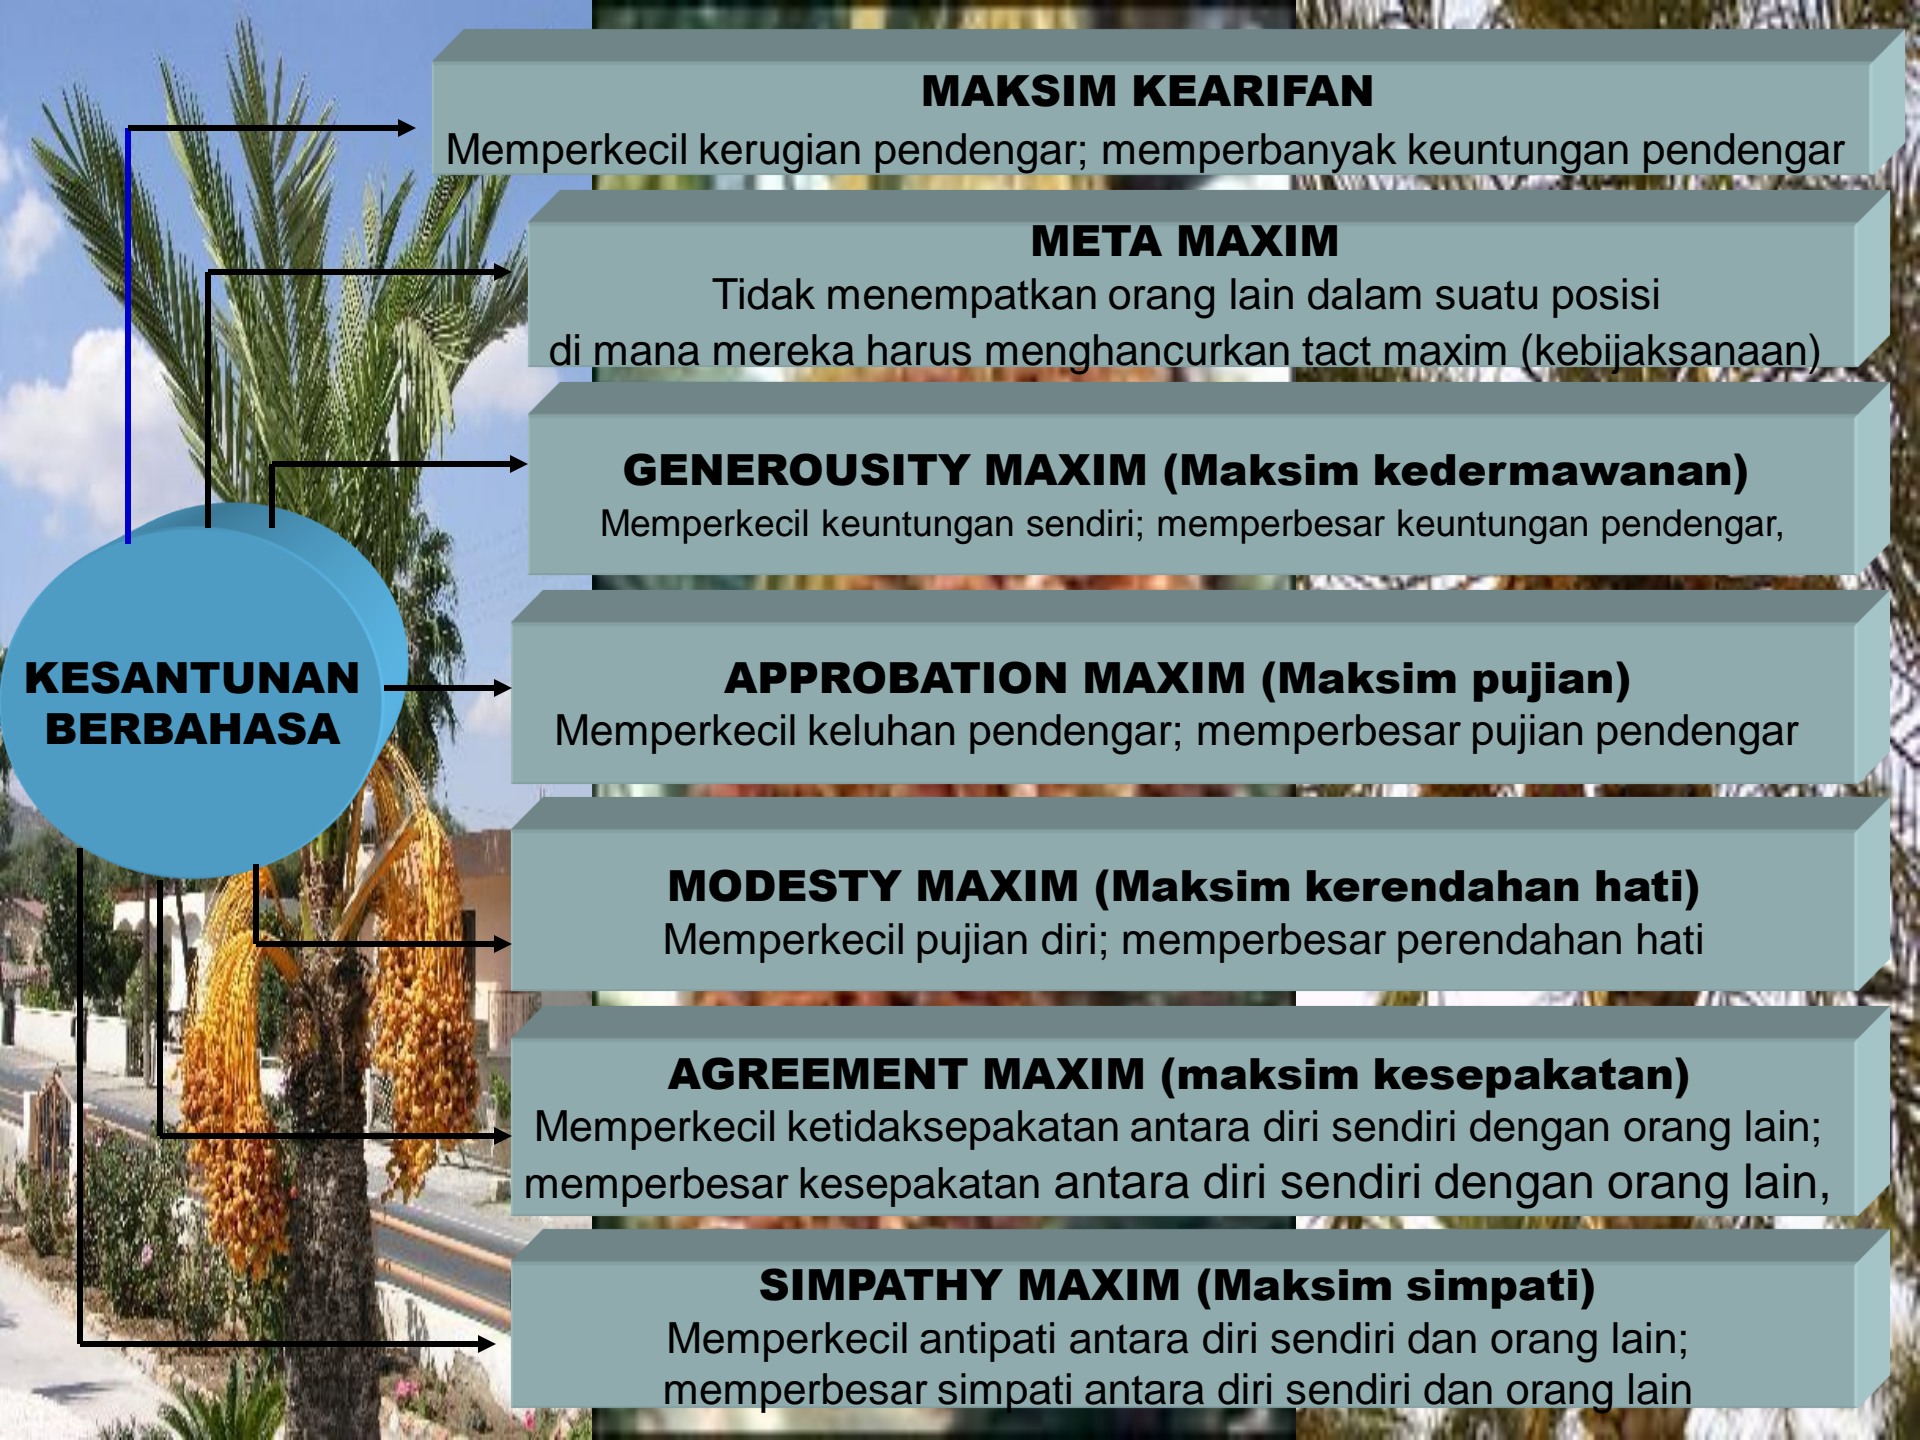 MAKSIM KEARIFAN
Memperkecil kerugian pendengar; memperbanyak keuntungan pendengar
META MAXIM
Tidak menempatkan orang lain dalam suatu posisi
di mana mereka harus menghancurkan tact maxim (kebijaksanaan)
GENEROUSITY MAXIM (Maksim kedermawanan)
Memperkecil keuntungan sendiri; memperbesar keuntungan pendengar,
KESANTUNAN
BERBAHASA
APPROBATION MAXIM (Maksim pujian)
Memperkecil keluhan pendengar; memperbesar pujian pendengar
MODESTY MAXIM (Maksim kerendahan hati)
Memperkecil pujian diri; memperbesar perendahan hati
AGREEMENT MAXIM (maksim kesepakatan)
Memperkecil ketidaksepakatan antara diri sendiri dengan orang lain;
memperbesar kesepakatan antara diri sendiri dengan orang lain,
SIMPATHY MAXIM (Maksim simpati)
Memperkecil antipati antara diri sendiri dan orang lain;
memperbesar simpati antara diri sendiri dan orang lain